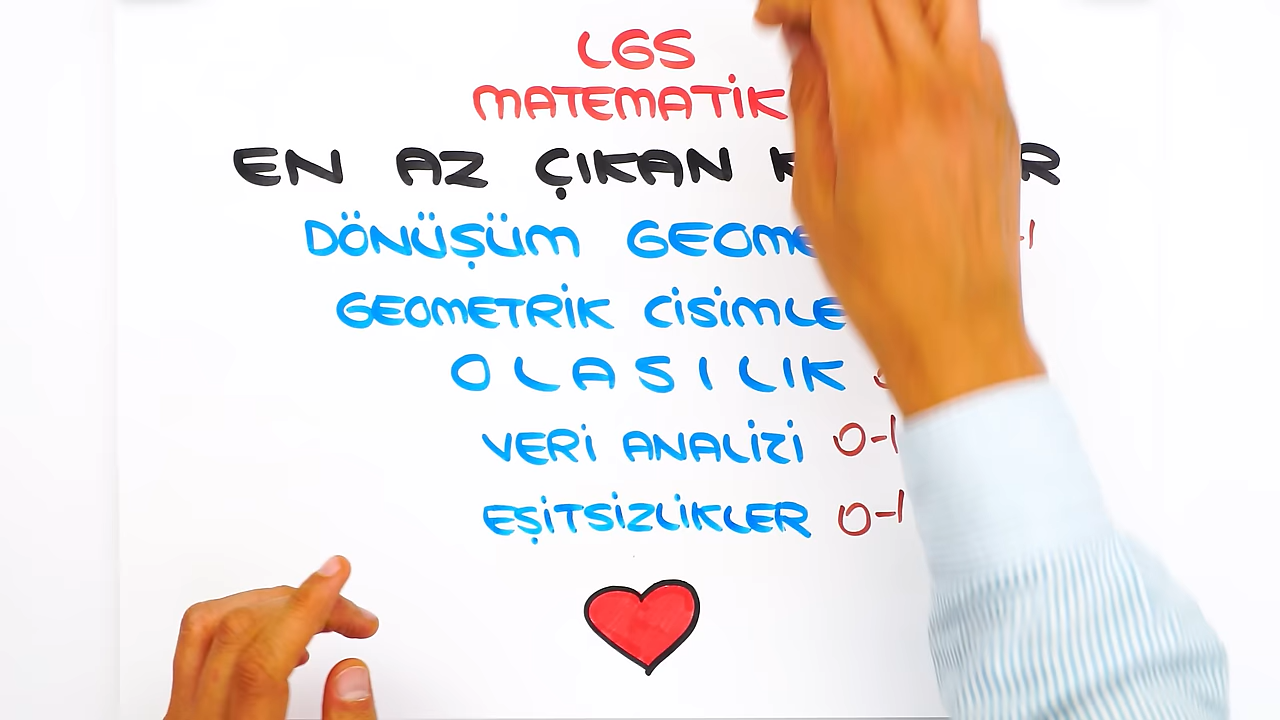 LGS
MATEMATİK
EN AZ ÇIKAN
DÖNÜŞÜM
GEOMETRİK CİSİMLE
OLASILIK
VERİ ANALİZİ 0-1
EŞİTSİZLİKLER 0-1